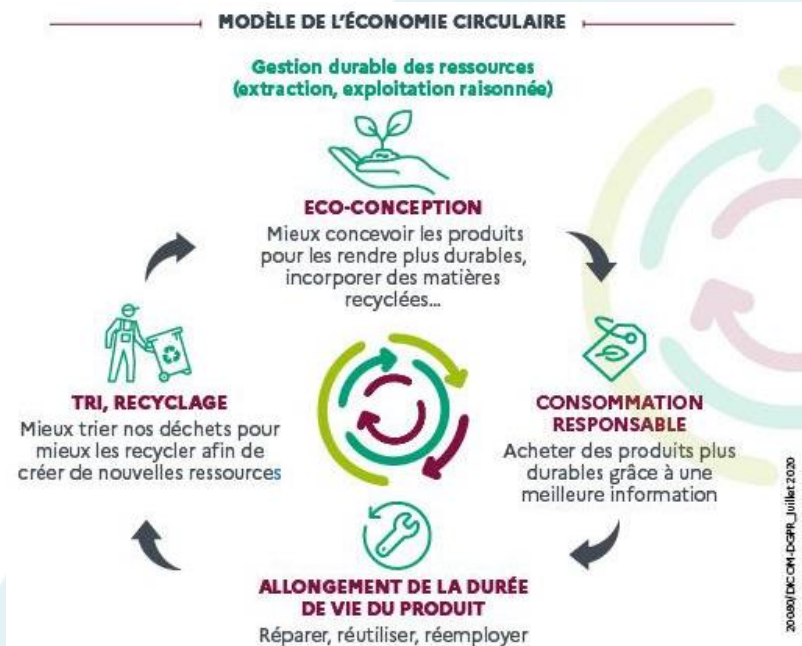 MODÈLE DE L'ÉCONOMIE CIRCULAIRE
Gestion durable des ressources
(extraction, exploitation raisonnée)
ECO-CONCEPTION
Mieux concevoir les produits
pour les rendre plus durables,
incorporer des matières
recyclées...
CONSOMMATION
RESPONSABLE
Acheter des produits plus
durables grâce à une
meilleure information
ALLONGEMENT DE LA DURÉE
DE VIE DU PRODUIT
Réparer, réutiliser, réemployer
TRI, RECYCLAGE
Mieux trier nos déchets pour
mieux les recycler afin de
créer de nouvelles ressources
20080/DICOM-DGPR_Juillet 2020